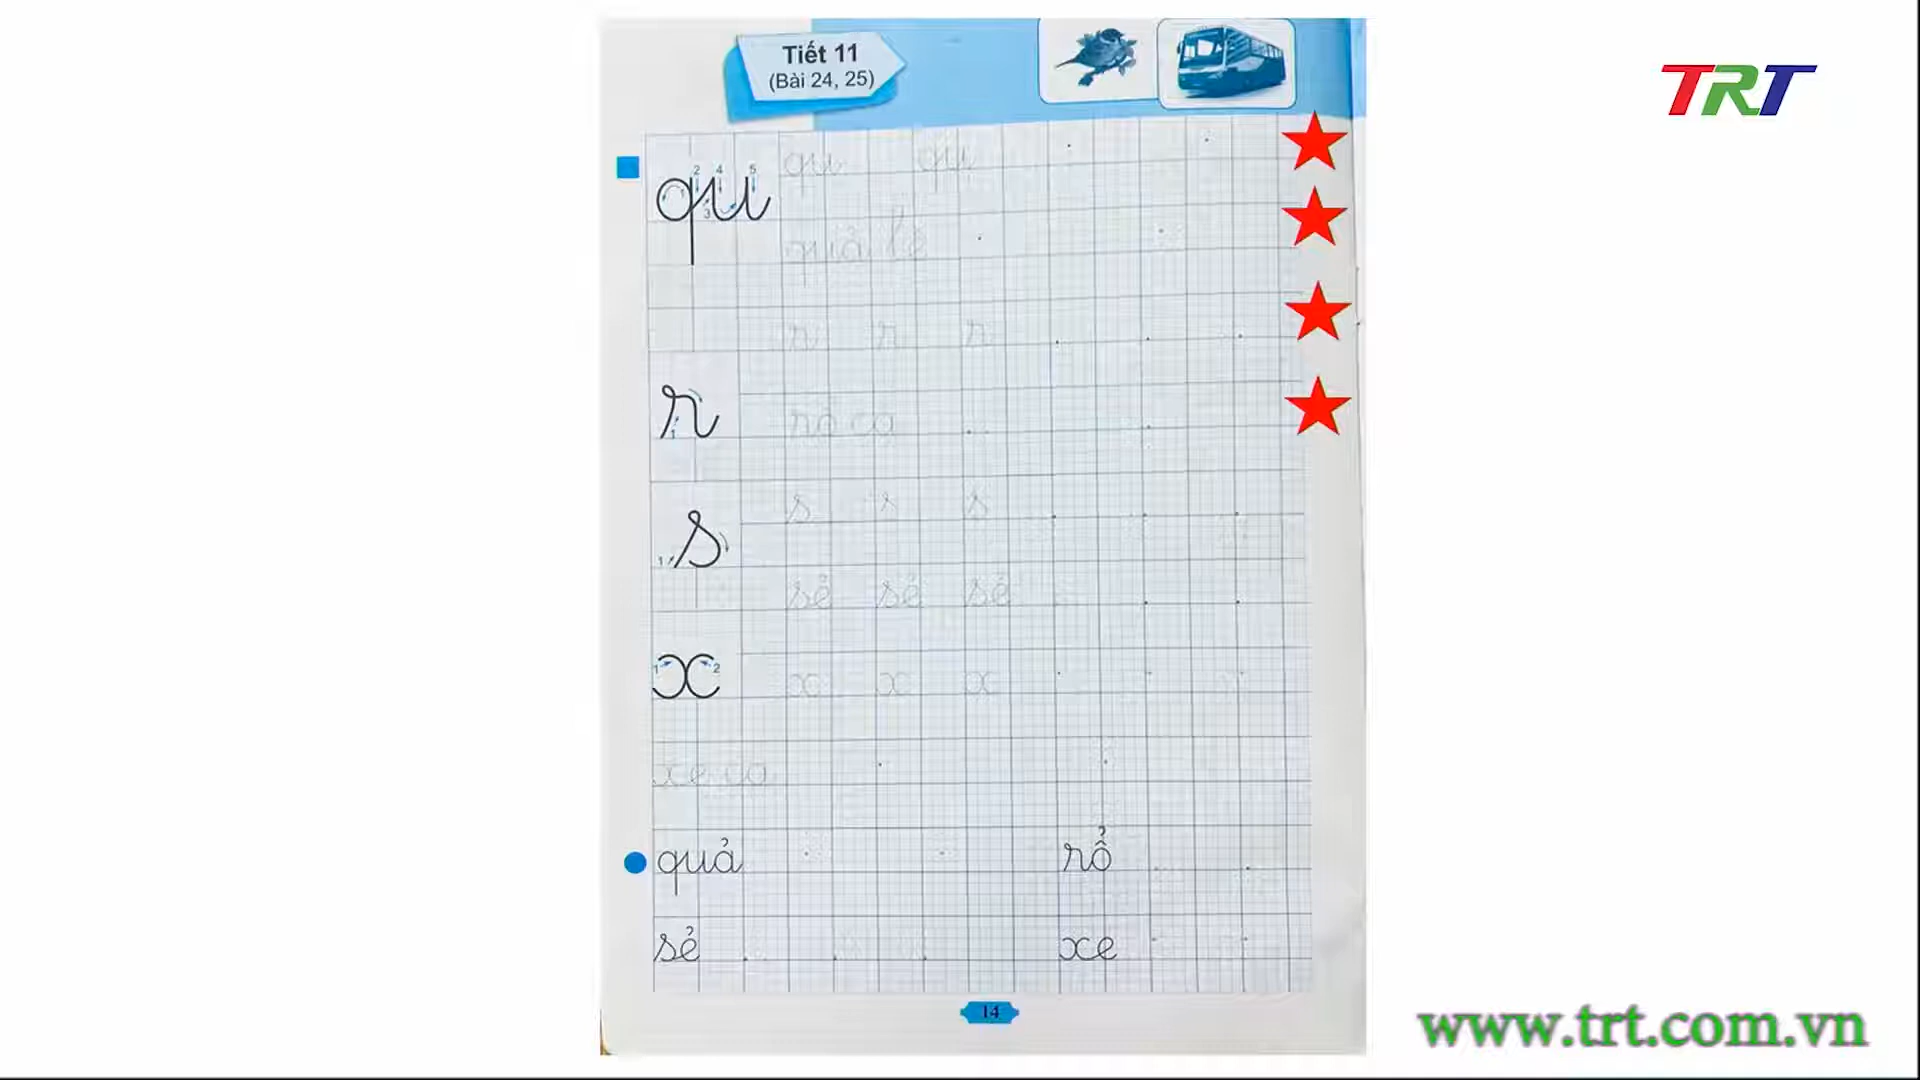 Tiết 11
(Bài 24, 25)
TRT
qu
qu qu
quả lê
r r r
r
rổ cá
s s s
s
sẻ sẻ sẻ
x
x x x
xe ca
quả rổ
sẻ xe
14
www.trt.com.vn